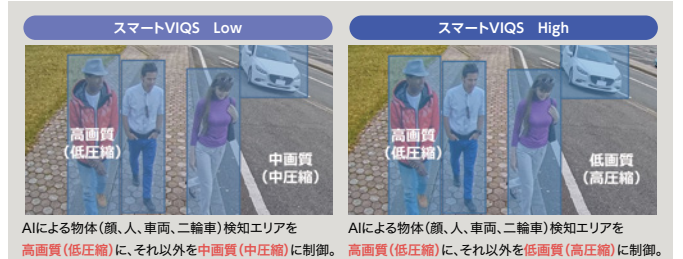 スマートVIQS Low
スマートVIQS High
高画質
(低圧縮)
中画質
(中圧縮)
高画質
(低圧縮)
低画質
(高圧縮)
AIによる物体(顔、人、車両、二輪車)検知エリアを
高画質(低圧縮)に、それ以外を中画質(中圧縮)に制御。
AIによる物体(顔、人、車両、二輪車)検知エリアを
高画質(低圧縮)に、それ以外を低画質(高圧縮)に制御。